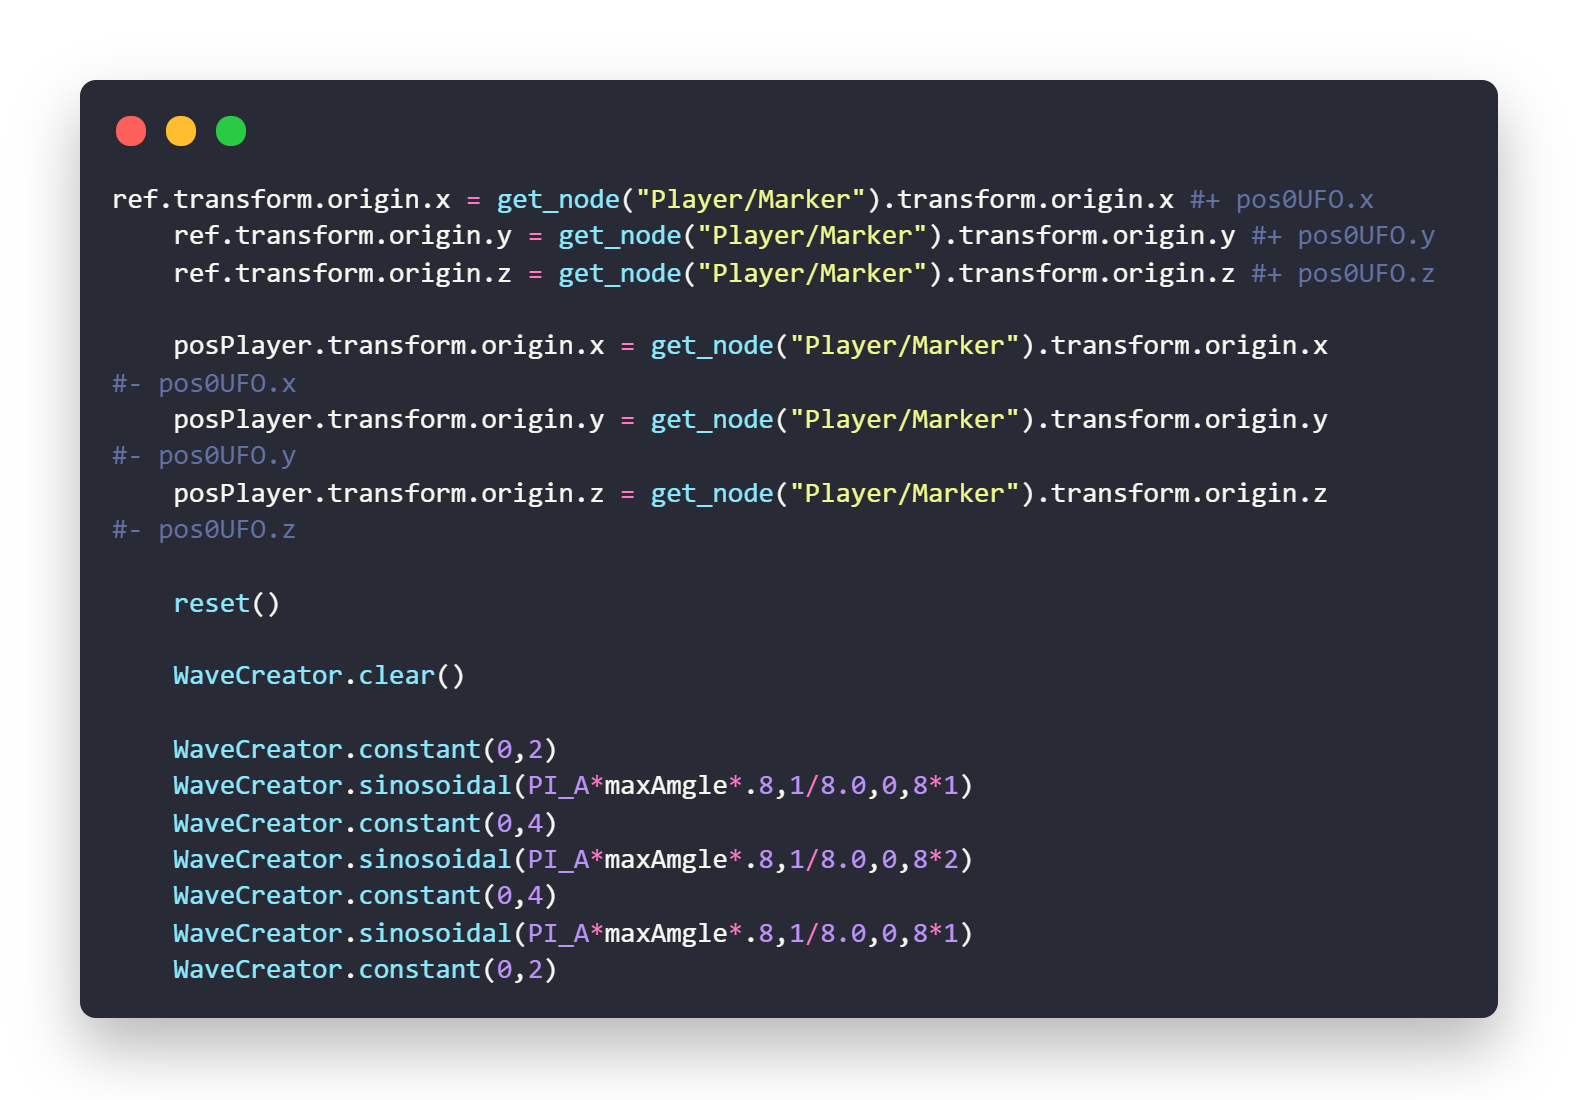 ref.transform.origin.x = get_node("Player/Marker").transform.origin.x #+ pos0UFO.x
    ref.transform.origin.y = get_node("Player/Marker").transform.origin.y #+ pos0UFO.y
    ref.transform.origin.z = get_node("Player/Marker").transform.origin.z #+ pos0UFO.z

    posPlayer.transform.origin.x = get_node("Player/Marker").transform.origin.x
#- pos0UFO.x
    posPlayer.transform.origin.y = get_node("Player/Marker").transform.origin.y
#- pos0UFO.y
    posPlayer.transform.origin.z = get_node("Player/Marker").transform.origin.z
#- pos0UFO.z

    reset()

    WaveCreator.clear()

    WaveCreator.constant(0,2)
    WaveCreator.sinosoidal(PI_A*maxAmgle*.8,1/8.0,0,8*1)
    WaveCreator.constant(0,4)
    WaveCreator.sinosoidal(PI_A*maxAmgle*.8,1/8.0,0,8*2)
    WaveCreator.constant(0,4)
    WaveCreator.sinosoidal(PI_A*maxAmgle*.8,1/8.0,0,8*1)
    WaveCreator.constant(0,2)